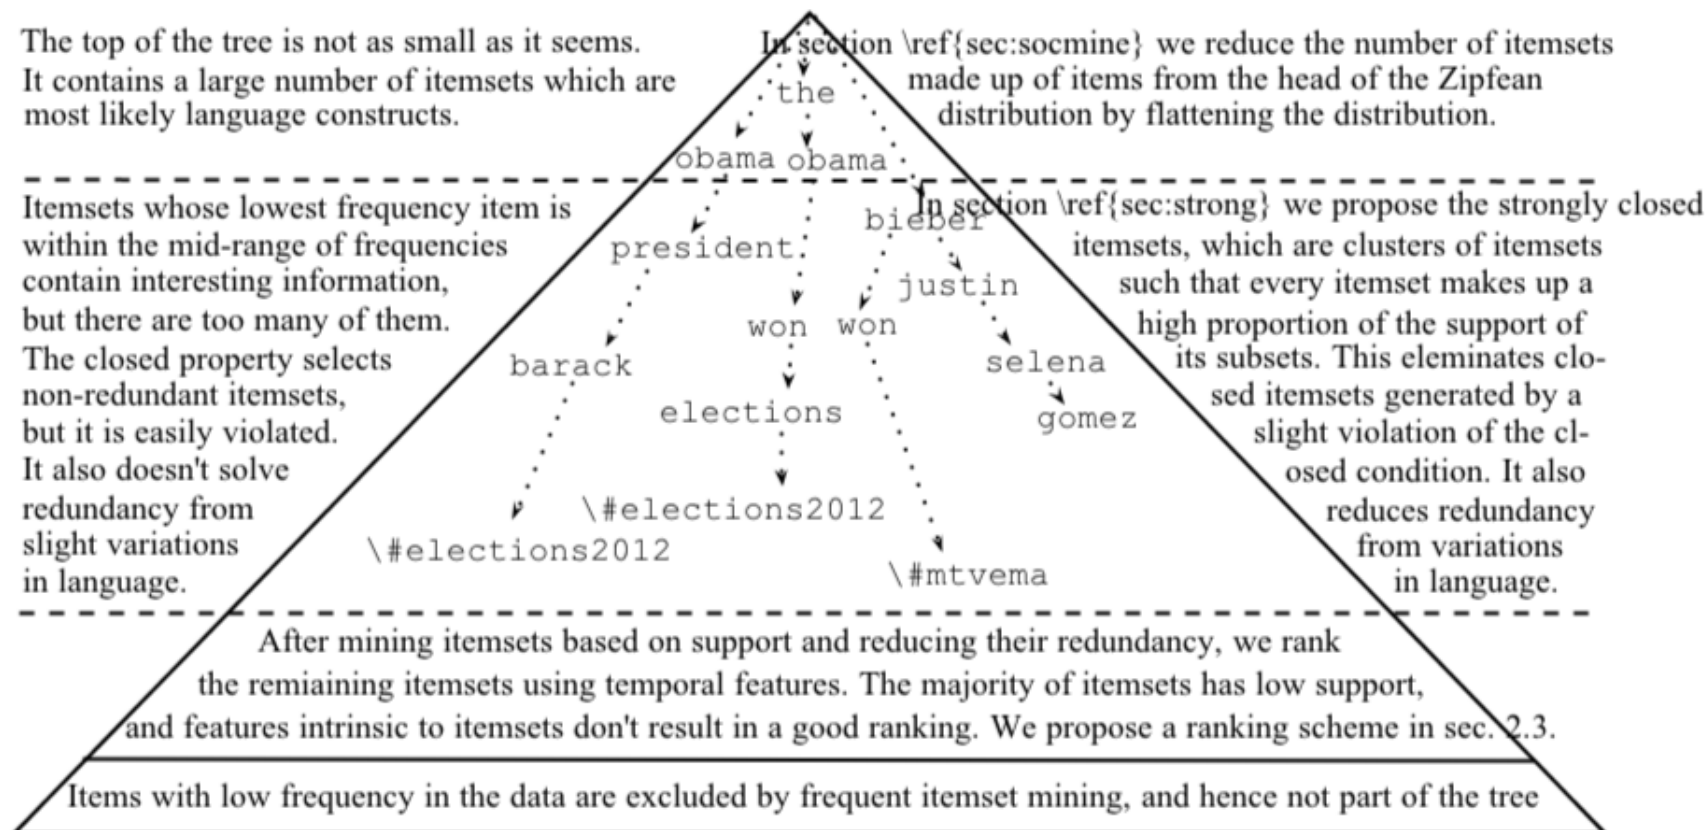 The top of the tree is not as small as it seems.
It contains a large number of itemsets which are
most likely language constructs.
In section \ref{sec:socmine} we reduce the number of itemsets
made up of items from the head of the Zipfean
distribution by flattening the distribution.
the
obama obama
Itemsets whose lowest frequency item is
within the mid-range of frequencies
contain interesting information,
but there are too many of them.
The closed property selects
non-redundant itemsets,
but it is easily violated.
It also doesn't solve
redundancy from
slight variations
in language.
bieber
president
justin
won won
barack
selena
elections
gomez
\#elections2012
\#elections2012
\#mtvema
In section \ref{sec:strong} we propose the strongly closed
itemsets, which are clusters of itemsets
such that every itemset makes up a
high proportion of the support of
its subsets. This eleminates clo-
sed itemsets generated by a
slight violation of the cl-
osed condition. It also
reduces redundancy
from variations
in language.
After mining itemsets based on support and reducing their redundancy, we rank
the remiaining itemsets using temporal features. The majority of itemsets has low support,
and features intrinsic to itemsets don't result in a good ranking. We propose a ranking scheme in sec. 2.3.
Items with low frequency in the data are excluded by frequent itemset mining, and hence not part of the tree